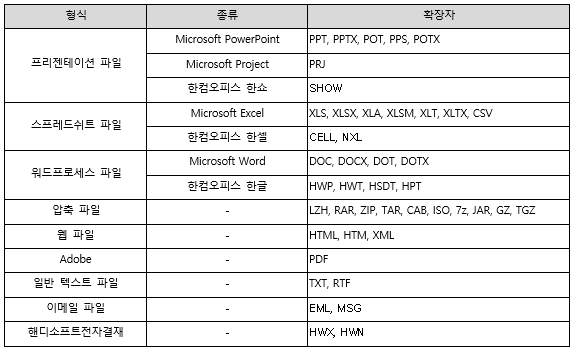 형식 종류 확장자
프리젠테이션 파일 Microsoft PowerPoint PPT, PPTX, POT, PPS, POTX
Microsoft Project PRJ
한컴오피스 한쇼 SHOW
스프레드쉬트 파일 Microsoft Excel XLS, XLSX, XLA, XLSM, XLT, XLTX, CSV
한컴오피스 한셀 CELL, NXL
워드프로세스 파일 Microsoft Word DOC, DOCX, DOT, DOTX
한컴오피스 한글 HWP, HWT, HSDT, HPT
압축 파일 - LZH, RAR, ZIP, TAR, CAB, ISO, 7z, JAR, GZ, TGZ
웹 파일 - HTML, HTM, XML
Adobe - PDF
일반 텍스트 파일 - TXT, RTF
이메일 파일 - EML, MSG
핸디소프트전자결재 - HWX, HWN